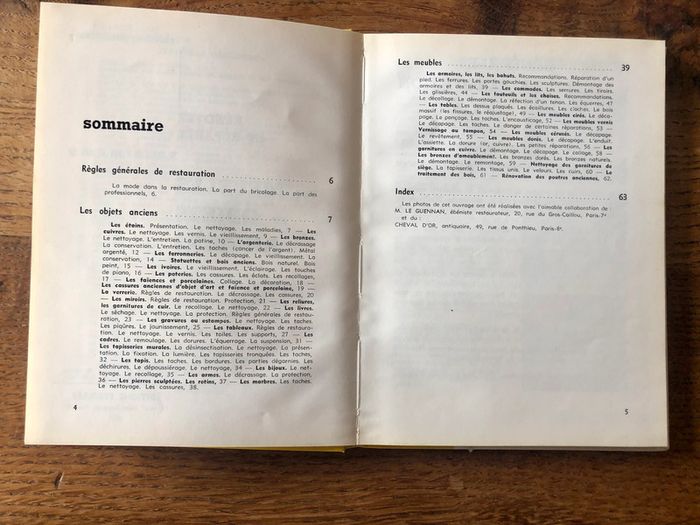 sommaire
Règles générales de restauration 6
La mode dans la restauration. La part du bricolage. La part des
professionnels, 6.
Les objets anciens 7
Les étains. Présentation. Le nettoyage. Les maladies, 7 — Les
cuivres. Le nettoyage. Les vernis. Le vieillissement, 9 — Les bronzes.
Le nettoyage. L'entretien. La patine, 10 — L'argenterie. Le décrassage
La conservation. L'entretien. Les taches (cancer de l'argent). Métal
argenté, 12 — Les ferronneries. Le décapage. Le vieillissement. La
conservation, 14 — Statuettes et bois anciens. Bois naturel. Bois
peint, 15 — Les ivoires. Le vieillissement. L'éclairage. Les touches
de piano, 16 — Les poteries. Les cassures. Les éclats. Les recollages,
17 — Les faïences et porcelaines. Collage. La décoration, 18 —
Les cassures anciennes d'objet d'art et faïence et porcelaine, 19 —
La verrerie. Règles de restauration. Le décrassage. Les cassures, 20
— Les miroirs. Règles de restauration. Protection, 21 — Les reliures,
les garnitures de cuir. Le recollage. Le nettoyage, 22 — Les livres.
Le séchage. Le nettoyage. La protection. Règles générales de restau-
ration, 23 — Les gravures ou estampes. Le nettoyage. Les taches.
Les piqûres. Le jaunissement, 25 — Les tableaux. Règles de restaura-
tion. Le nettoyage. Les vernis. Les toiles. Les supports, 27 — Les
cadres. Le remoulage. Les dorures. L'équerrage. La suspension, 31 —
Les tapisseries murales. La désinsectisation. Le nettoyage. La présen-
tation. La fixation. La lumière. Les tapisseries tronquées. Les taches,
32 — Les tapis. Les taches. Les bordures. Les parties dégarnies. Les
déchirures. Le dépoussiérage. Le nettoyage, 34 — Les bijoux. Le net-
toyage. Le recollage, 35 — Les armes. Le décrassage. La protection,
36 — Les pierres sculptées. Les rotins, 37 — Les marbres. Les taches.
Le nettoyage. Les cassures, 38.
4
Les meubles 39
Les armoires, les lits, les bahuts. Recommandations. Réparation d'un
pied. Les ferrures. Les portes gauchies. Les sculptures. Démontage des
armoires et des lits, 39 — Les commodes. Les serrures. Les tiroirs.
Les glissières, 44 — Les fauteuils et les chaises. Recommandations.
Le décollage. Le démontage. La réfection d'un tenon. Les équerres, 47
— Les tables. Les dessus plaqués. Les écaillures. Les cloches. Le bois
massif (les fissures, le réajustage), 49 — Les meubles cirés. Le déca-
page. Le ponçage. Les taches. L'encausticage, 52 — Les meubles vernis
Le décapage. Les taches. Le danger de certaines réparations, 53 —
Vernissage au tampon, 54 — Les meubles cérusés. Le décapage.
Le revêtement, 55 — Les meubles dorés. Le décapage. L'enduit.
L'assiette. La dorure (or, cuivre). Les petites réparations, 56 — Les
garnitures en cuivre. Le démontage. Le décapage. Le collage, 58 —
Les bronzes d'ameublement. Les bronzes dorés. Les bronzes naturels.
Le démontage. Le remontage, 59 — Nettoyage des garnitures de
siège. La tapisserie. Les tissus unis. Le velours. Les cuirs, 60 — Le
traitement des bois, 61 — Rénovation des poutres anciennes, 62.
Index 63
Les photos de cet ouvrage ont été réalisées avec l'aimable collaboration de :
M. LE GUENNAN, ébéniste restaurateur, 20, rue du Gros-Caillou, Paris-7e
et du :
CHEVAL D'OR, antiquaire, 49, rue de Ponthieu, Paris-8e.
5